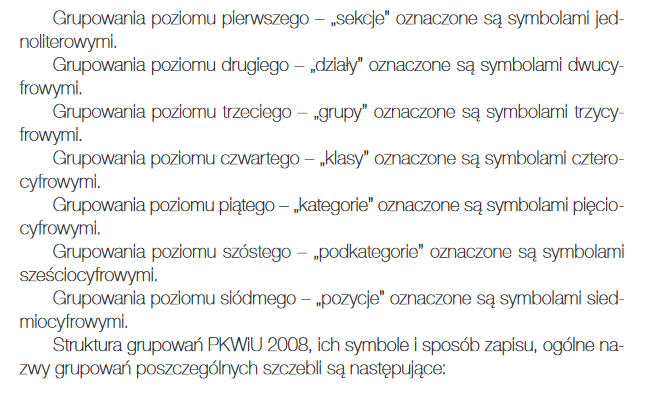 Grupowania poziomu pierwszego – „sekcje" oznaczone są symbolami jed-
noliterowymi.
Grupowania poziomu drugiego – „działy" oznaczone są symbolami dwucy-
frowymi.
Grupowania poziomu trzeciego – „grupy" oznaczone są symbolami trzycy-
frowymi.
Grupowania poziomu czwartego – „klasy" oznaczone są symbolami cztero-
cyfrowymi.
Grupowania poziomu piątego – „kategorie" oznaczone są symbolami pięcio-
cyfrowymi.
Grupowania poziomu szóstego – „podkategorie" oznaczone są symbolami
sześciocyfrowymi.
Grupowania poziomu siódmego – „pozycje" oznaczone są symbolami sied-
miocyfrowymi.
Struktura grupowań PKWiU 2008, ich symbole i sposób zapisu, ogólne na-
zwy grupowań poszczególnych szczebli są następujące: